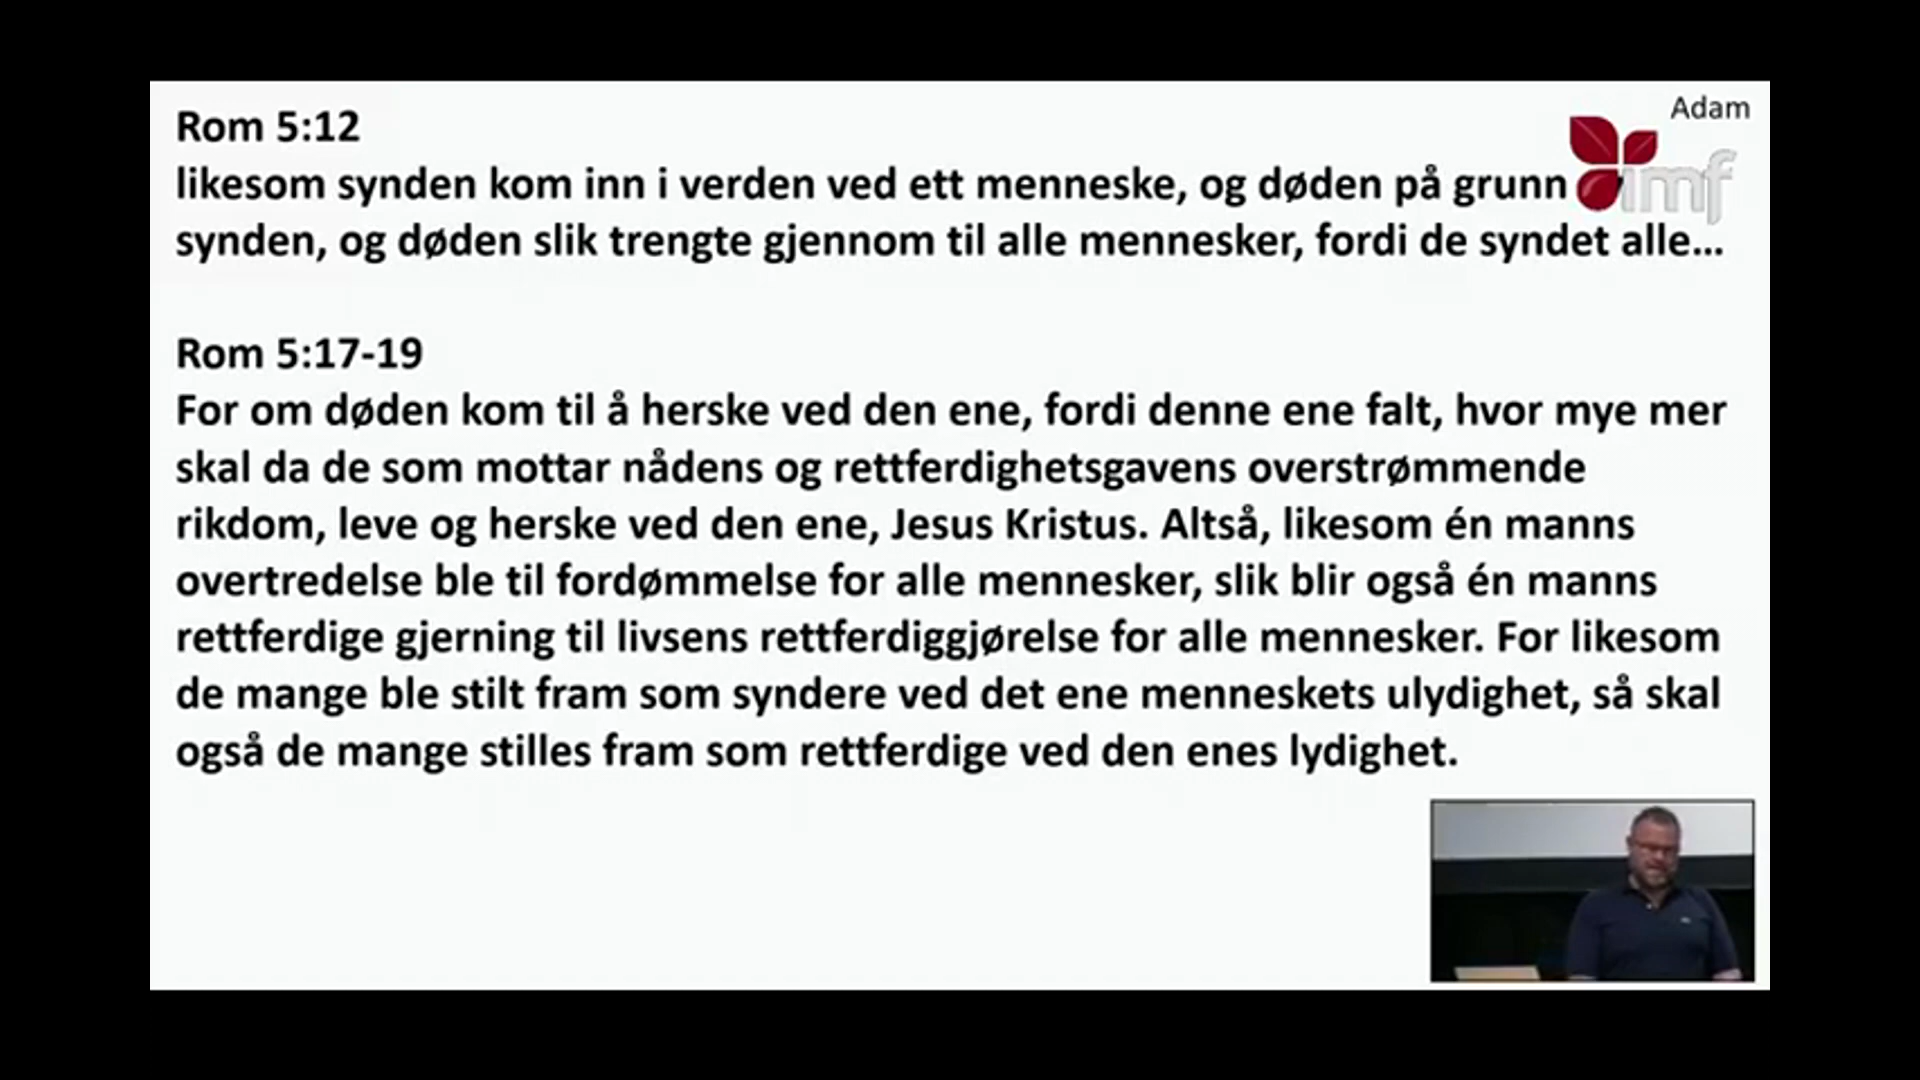 Adam
Rom 5:12
imf
likesom synden kom inn i verden ved ett menneske, og døden på grunn
synden, og døden slik trengte gjennom til alle mennesker, fordi de syndet alle...
Rom 5:17-19
For om døden kom til å herske ved den ene, fordi denne ene falt, hvor mye mer
skal da de som mottar nådens og rettferdighetsgavens overstrømmende
rikdom, leve og herske ved den ene, Jesus Kristus. Altså, likesom én manns
overtredelse ble til fordømmelse for alle mennesker, slik blir også én manns
rettferdige gjerning til livsens rettferdiggjørelse for alle mennesker. For likesom
de mange ble stilt fram som syndere ved det ene menneskets ulydighet, så skal
også de mange stilles fram som rettferdige ved den enes lydighet.